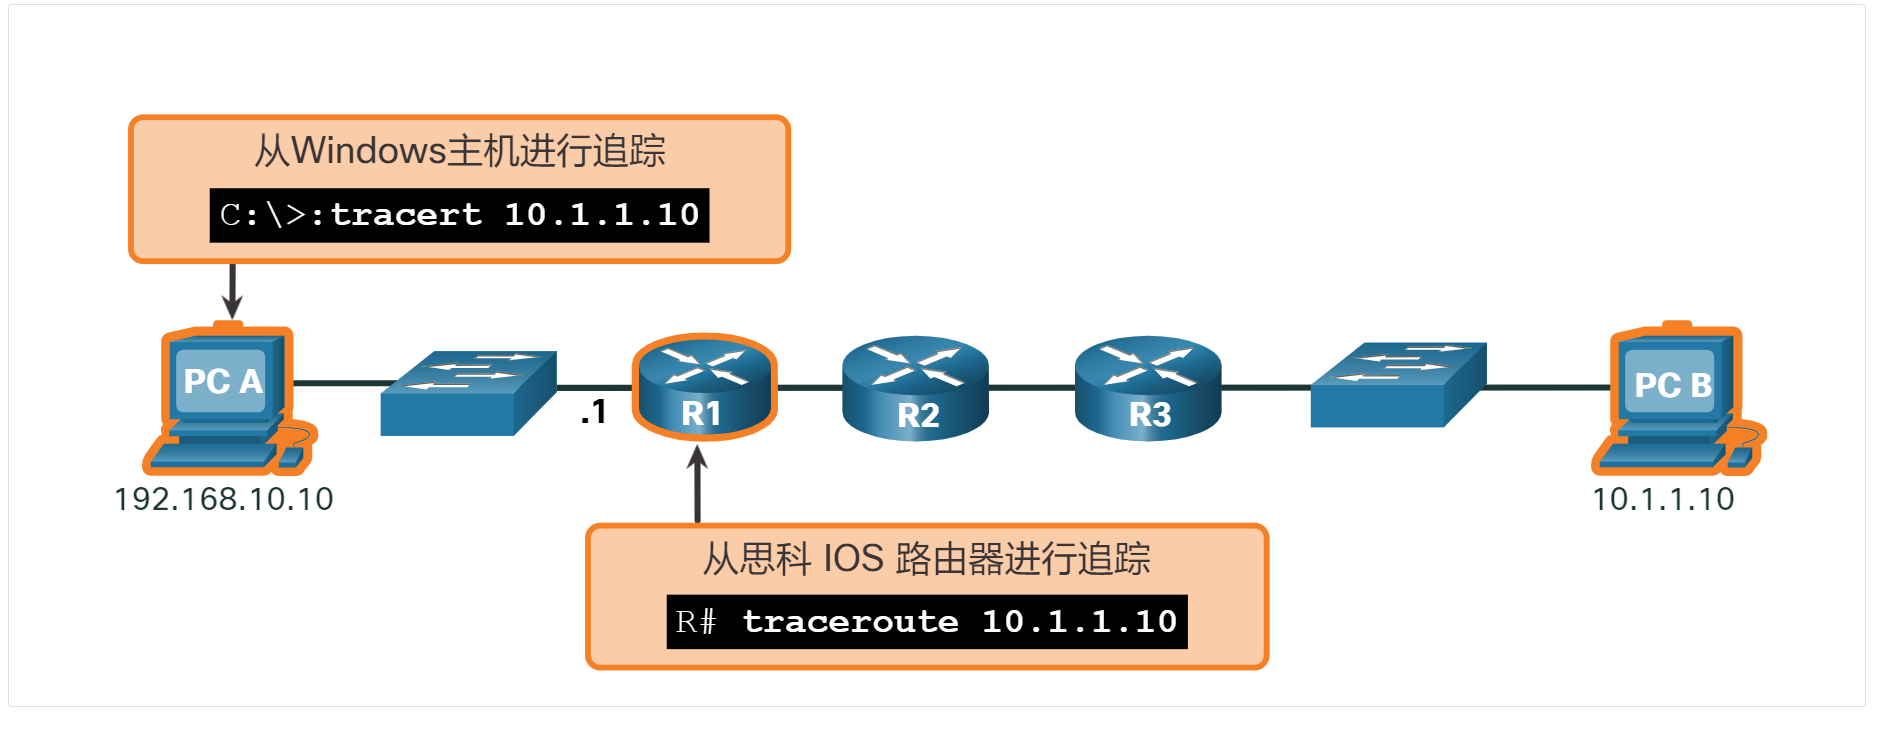 从Windows主机进行追踪
C:\>:tracert 10.1.1.10
PC A
.1
R1
R2
R3
PC B
192.168.10.10
10.1.1.10
从思科 IOS 路由器进行追踪
R# traceroute 10.1.1.10